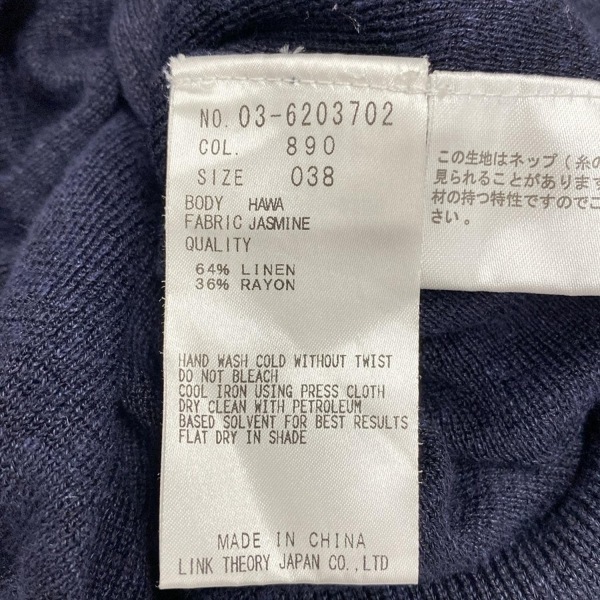 NO. 03-6203702
COL. 890
SIZE 038
BODY HAWA
FABRIC JASMINE
QUALITY
64% LINEN
36% RAYON
HAND WASH COLD WITHOUT TWIST
DO NOT BLEACH
COOL IRON USING PRESS CLOTH
DRY CLEAN WITH PETROLEUM
BASED SOLVENT FOR BEST RESULTS
FLAT DRY IN SHADE
MADE IN CHINA
LINK THEORY JAPAN CO.,LTD
この生地はネップ(糸の
見られることがあります
材の持つ特性ですのでご
さい。